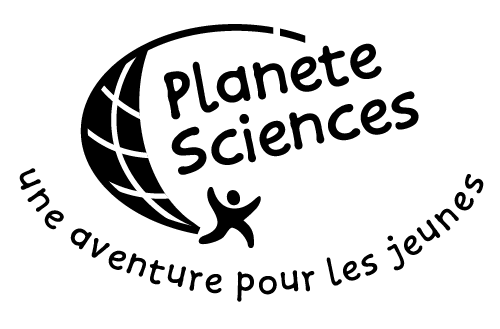 Planete
Sciences
une aventure pour les jeunes